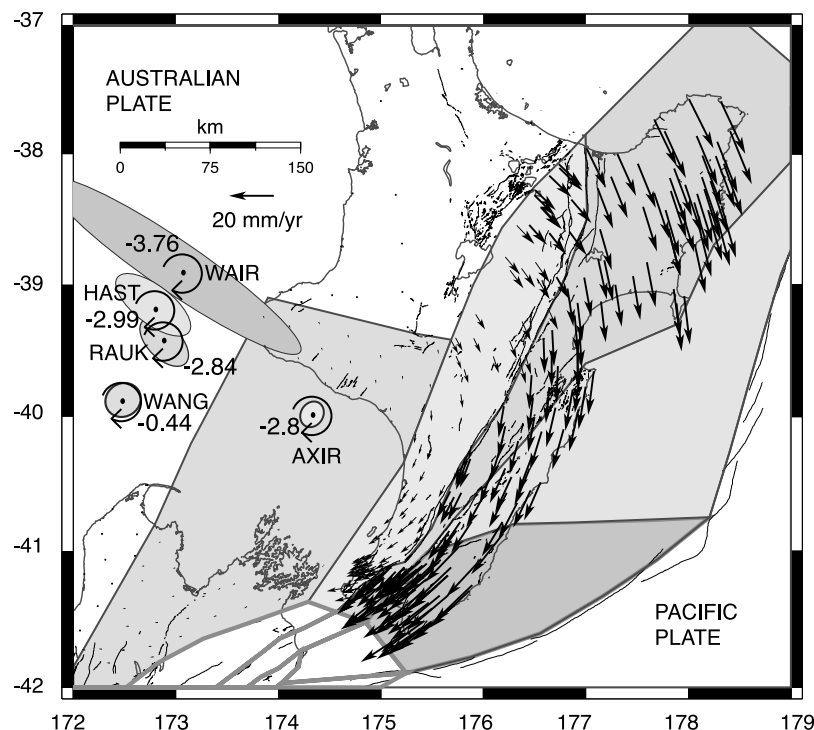 -37
AUSTRALIAN
PLATE
km
0 75 150
-38
20 mm/yr
-3.76
WAIR
-39
HAST
-2.99
RAUK
-2.84
WANG
-0.44
-40
-2.8
AXIR
-41
PACIFIC
PLATE
-42
172 173 174 175 176 177 178 179